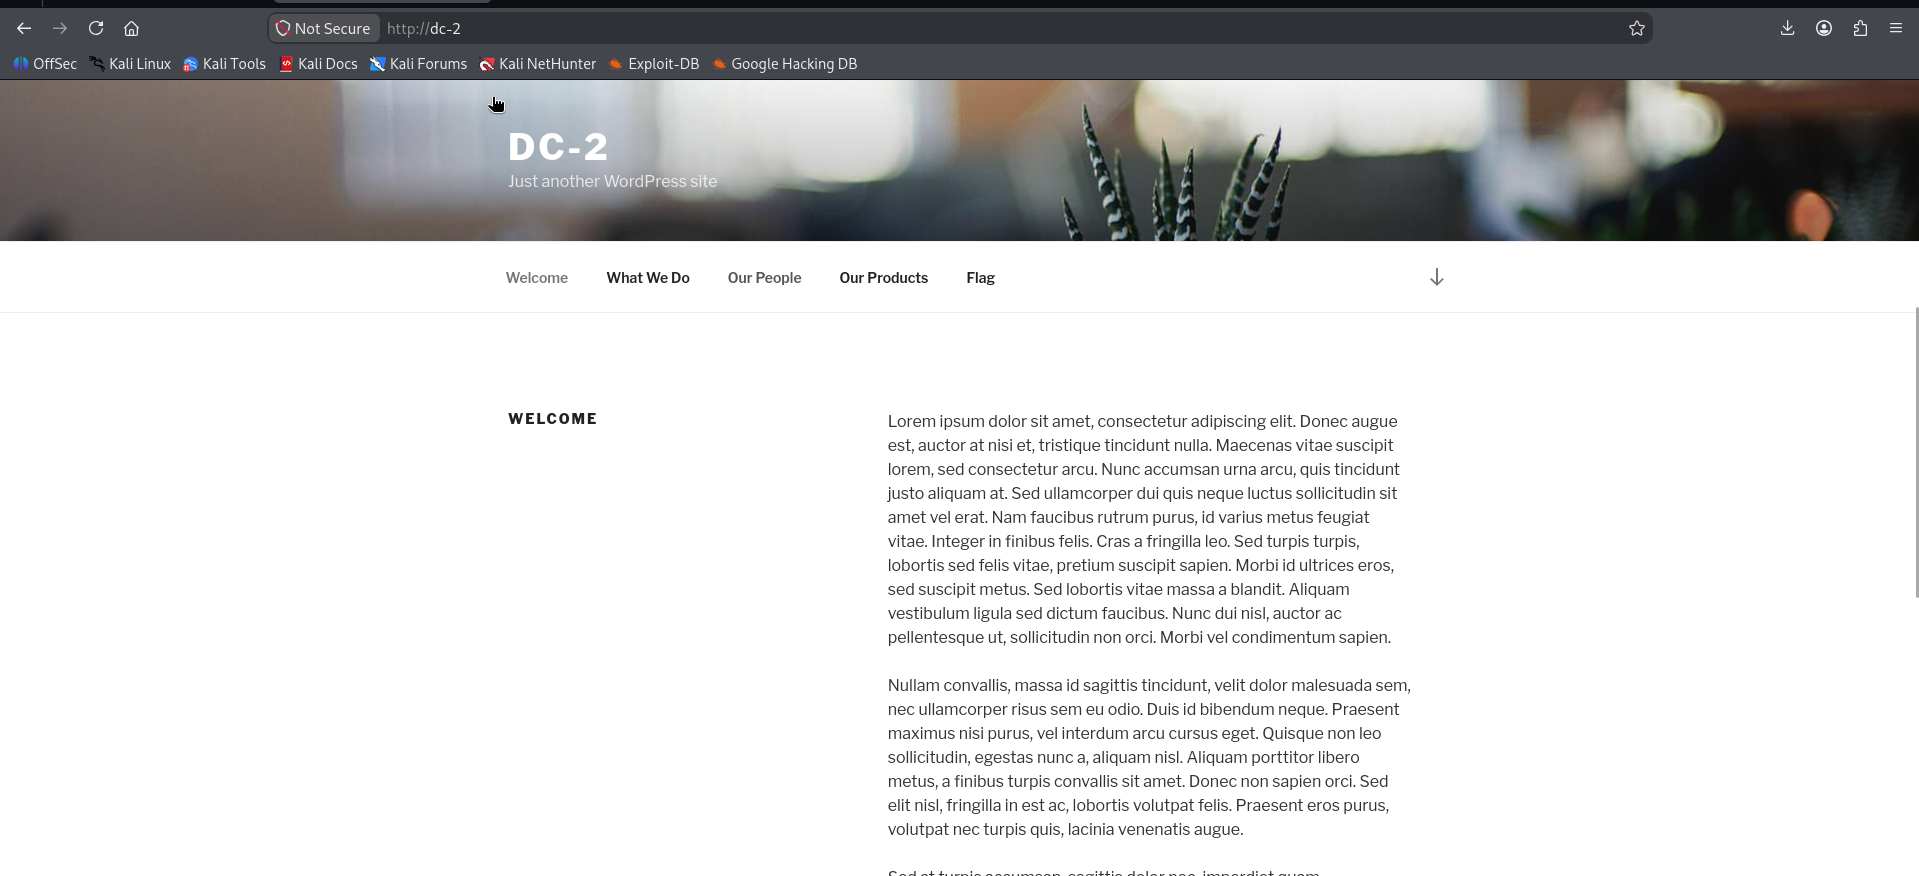 Not Secure http://dc-2
OffSec Kali Linux Kali Tools Kali Docs Kali Forums Kali NetHunter Exploit-DB Google Hacking DB
DC-2
Just another WordPress site
Welcome What We Do Our People Our Products Flag
WELCOME
Lorem ipsum dolor sit amet, consectetur adipiscing elit. Donec augue
est, auctor at nisi et, tristique tincidunt nulla. Maecenas vitae suscipit
lorem, sed consectetur arcu. Nunc accumsan urna arcu, quis tincidunt
justo aliquam at. Sed ullamcorper dui quis neque luctus sollicitudin sit
amet vel erat. Nam faucibus rutrum purus, id varius metus feugiat
vitae. Integer in finibus felis. Cras a fringilla leo. Sed turpis turpis,
lobortis sed felis vitae, pretium suscipit sapien. Morbi id ultrices eros,
sed suscipit metus. Sed lobortis vitae massa a blandit. Aliquam
vestibulum ligula sed dictum faucibus. Nunc dui nisl, auctor ac
pellentesque ut, sollicitudin non orci. Morbi vel condimentum sapien.
Nullam convallis, massa id sagittis tincidunt, velit dolor malesuada sem,
nec ullamcorper risus sem eu odio. Duis id bibendum neque. Praesent
maximus nisi purus, vel interdum arcu cursus eget. Quisque non leo
sollicitudin, egestas nunc a, aliquam nisl. Aliquam porttitor libero
metus, a finibus turpis convallis sit amet. Donec non sapien orci. Sed
elit nisl, fringilla in est ac, lobortis volutpat felis. Praesent eros purus,
volutpat nec turpis quis, lacinia venenatis augue.
Sed at turpis accumsan, sagittis dolor nec, imperdiet quam.